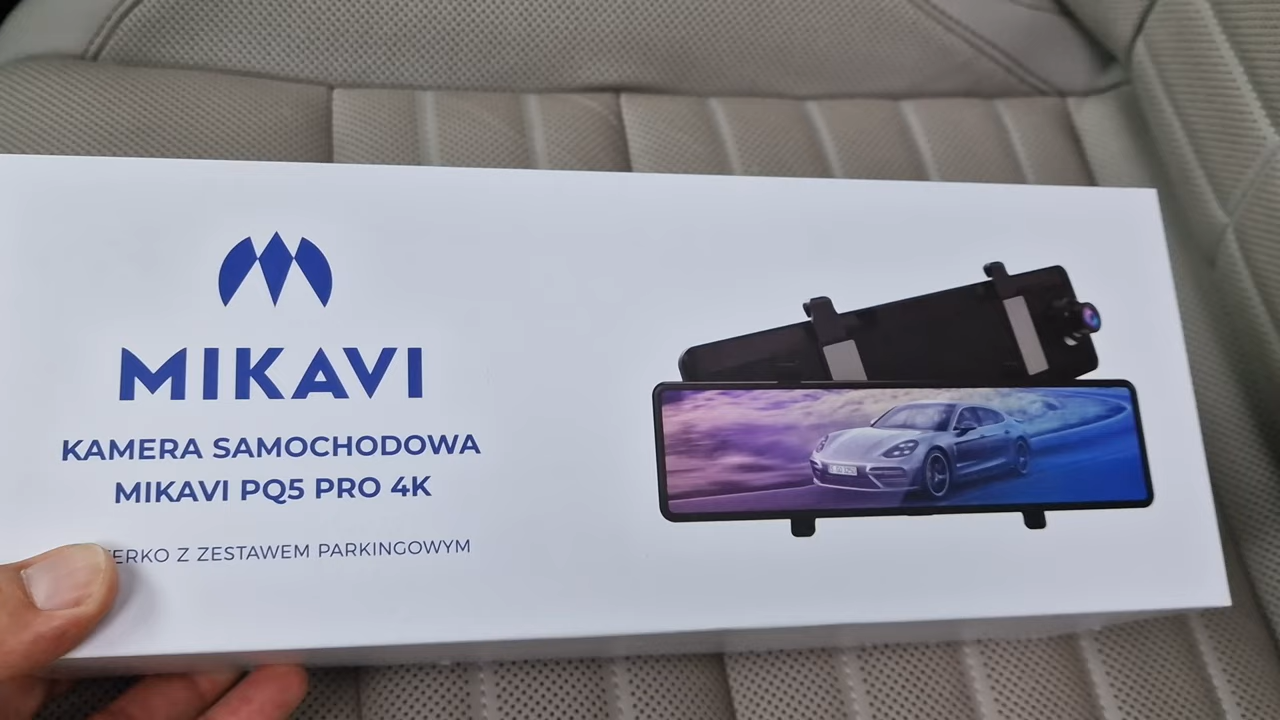 MIKAVI
KAMERA SAMOCHODOWA
MIKAVI PQ5 PRO 4K
Z ZESTAWEM PARKINGOWYM